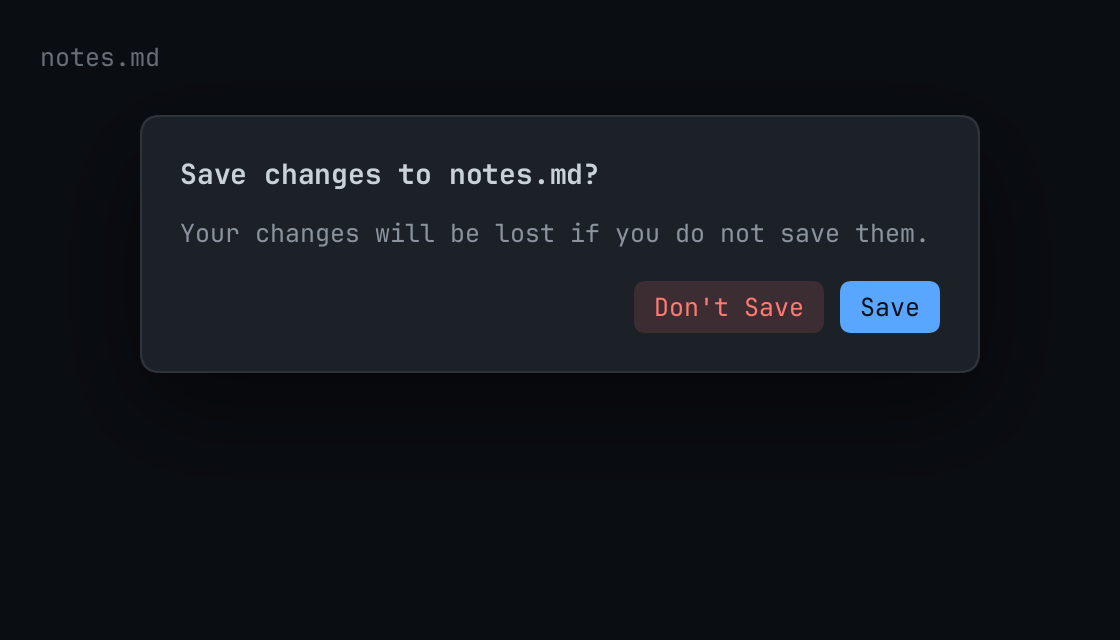 notes.md
Save changes to notes.md?
Your changes will be lost if you do not save them.
Don't Save
Save